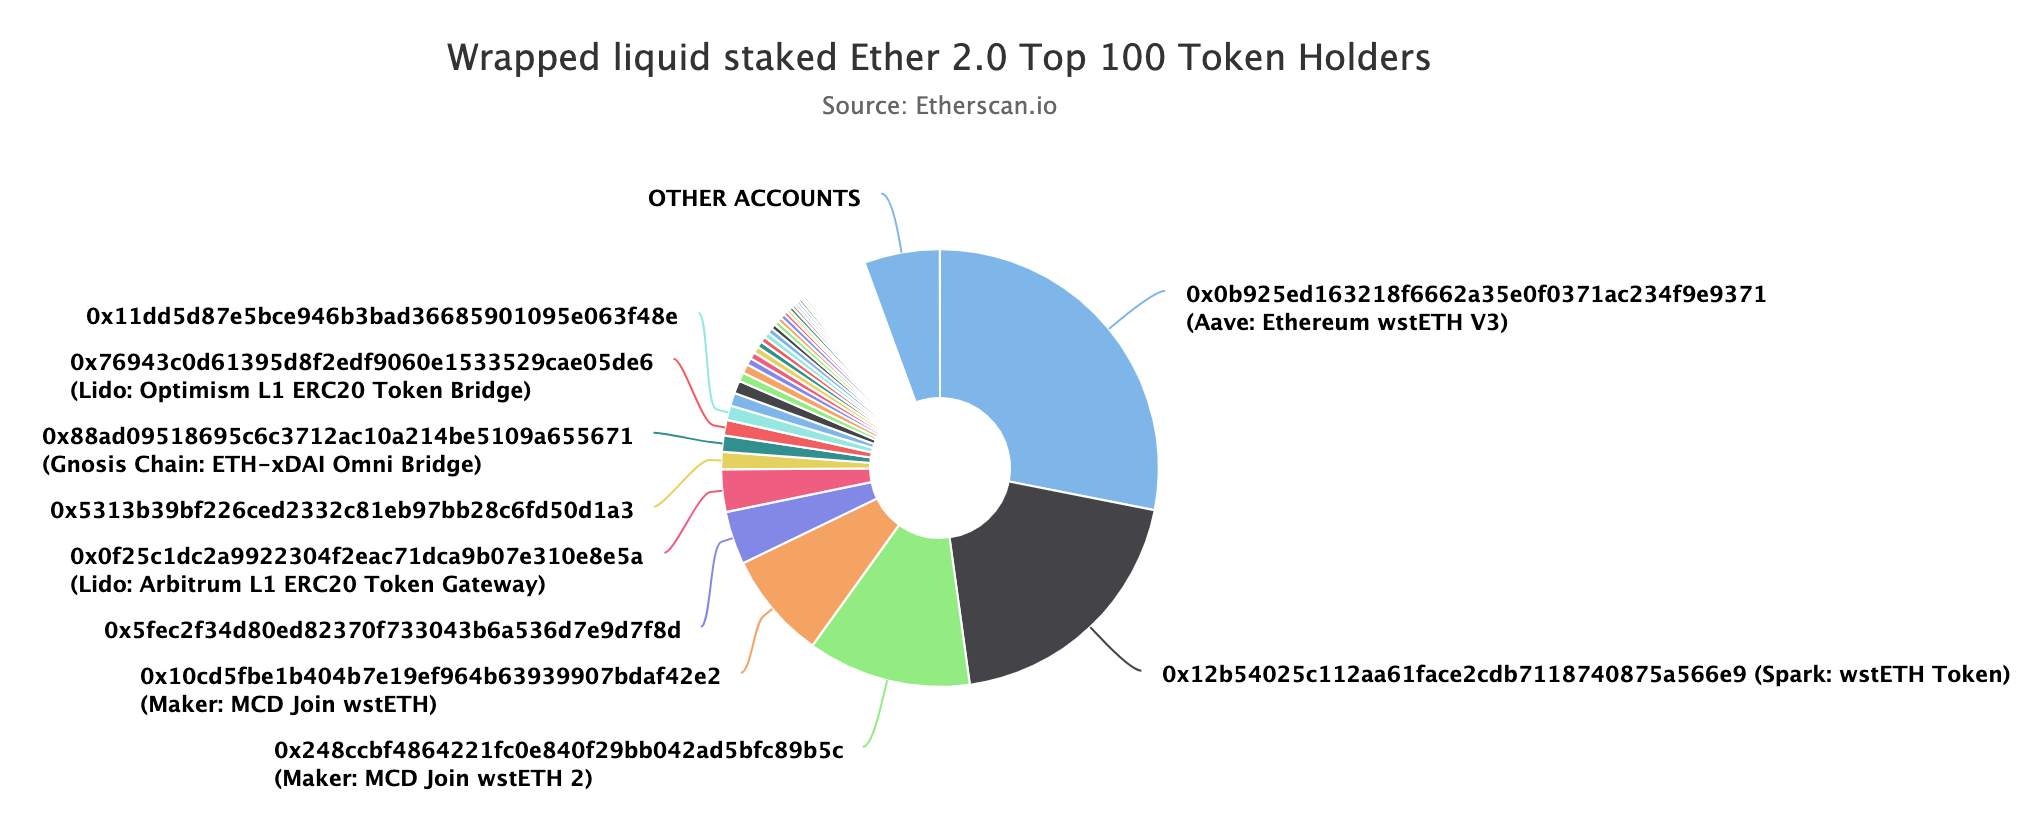 Wrapped liquid staked Ether 2.0 Top 100 Token Holders
Source: Etherscan.io
OTHER ACCOUNTS
0x0b925ed163218f6662a35e0f0371ac234f9e9371
(Aave: Ethereum wstETH V3)
0x11dd5d87e5bce946b3bad36685901095e063f48e
0x76943c0d61395d8f2edf9060e1533529cae05de6
(Lido: Optimism L1 ERC20 Token Bridge)
0x88ad09518695c6c3712ac10a214be5109a655671
(Gnosis Chain: ETH-xDAI Omni Bridge)
0x5313b39bf226ced2332c81eb97bb28c6fd50d1a3
0x0f25c1dc2a9922304f2eac71dca9b07e310e8e5a
(Lido: Arbitrum L1 ERC20 Token Gateway)
0x5fec2f34d80ed82370f733043b6a536d7e9d7f8d
0x10cd5fbe1b404b7e19ef964b63939907bdaf42e2
(Maker: MCD Join wstETH)
0x12b54025c112aa61face2cdb7118740875a566e9 (Spark: wstETH Token)
0x248ccbf4864221fc0e840f29bb042ad5bfc89b5c
(Maker: MCD Join wstETH 2)